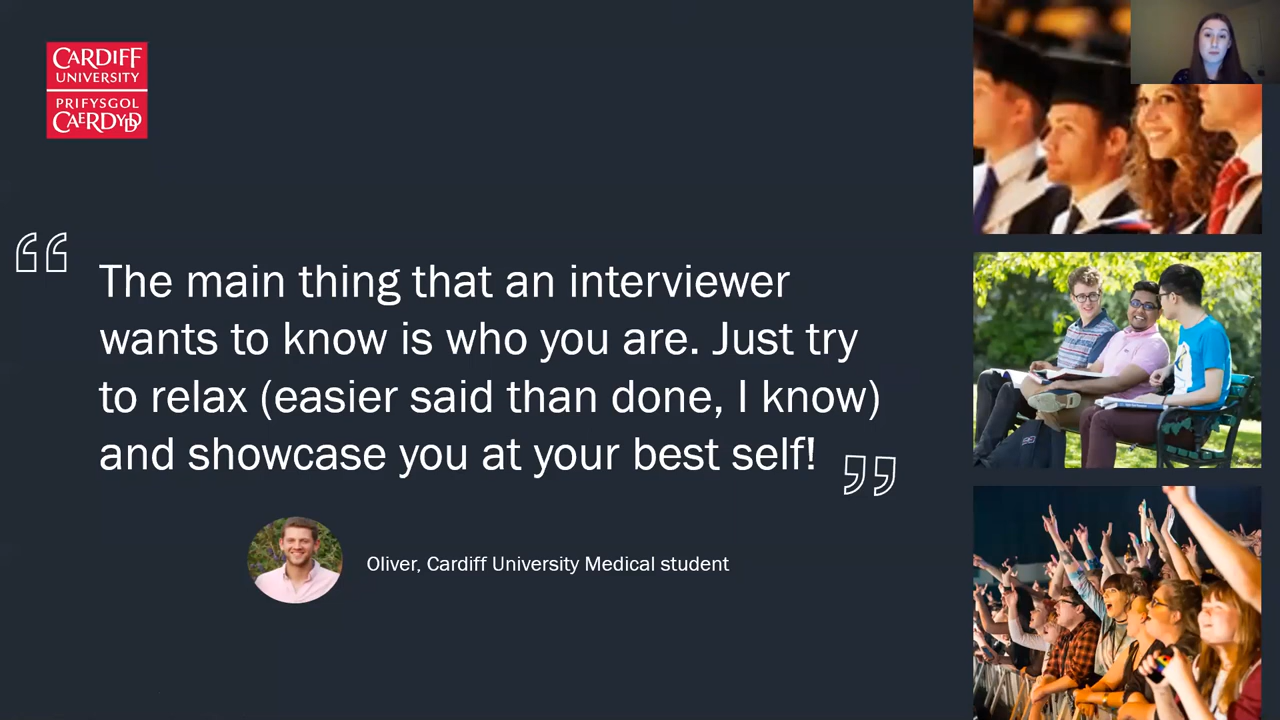 CARDIFF
UNIVERSITY
PRIFYSGOL
CAERDYDD
“
The main thing that an interviewer
wants to know is who you are. Just try
to relax (easier said than done, I know)
and showcase you at your best self!
”
Oliver, Cardiff University Medical student